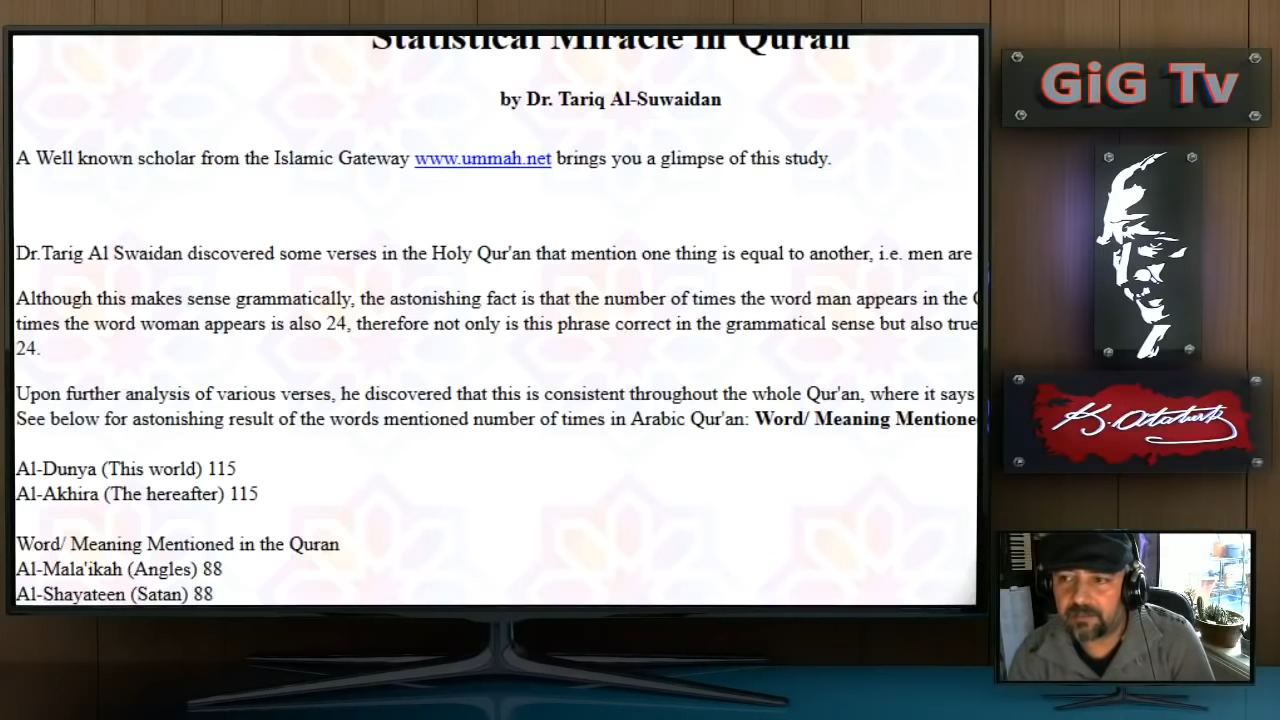 Statistical Miracle in Quran
by Dr. Tariq Al-Suwaidan
A Well known scholar from the Islamic Gateway www.ummah.net brings you a glimpse of this study.
Dr.Tarig Al Swaidan discovered some verses in the Holy Qur'an that mention one thing is equal to another, i.e. men are
Although this makes sense grammatically, the astonishing fact is that the number of times the word man appears in the
times the word woman appears is also 24, therefore not only is this phrase correct in the grammatical sense but also true
24.
Upon further analysis of various verses, he discovered that this is consistent throughout the whole Qur'an, where it says
See below for astonishing result of the words mentioned number of times in Arabic Qur'an: Word/ Meaning Mentione
Al-Dunya (This world) 115
Al-Akhira (The hereafter) 115
Word/ Meaning Mentioned in the Quran
Al-Mala'ikah (Angles) 88
Al-Shayateen (Satan) 88
GiG Tv
K. Atatürk